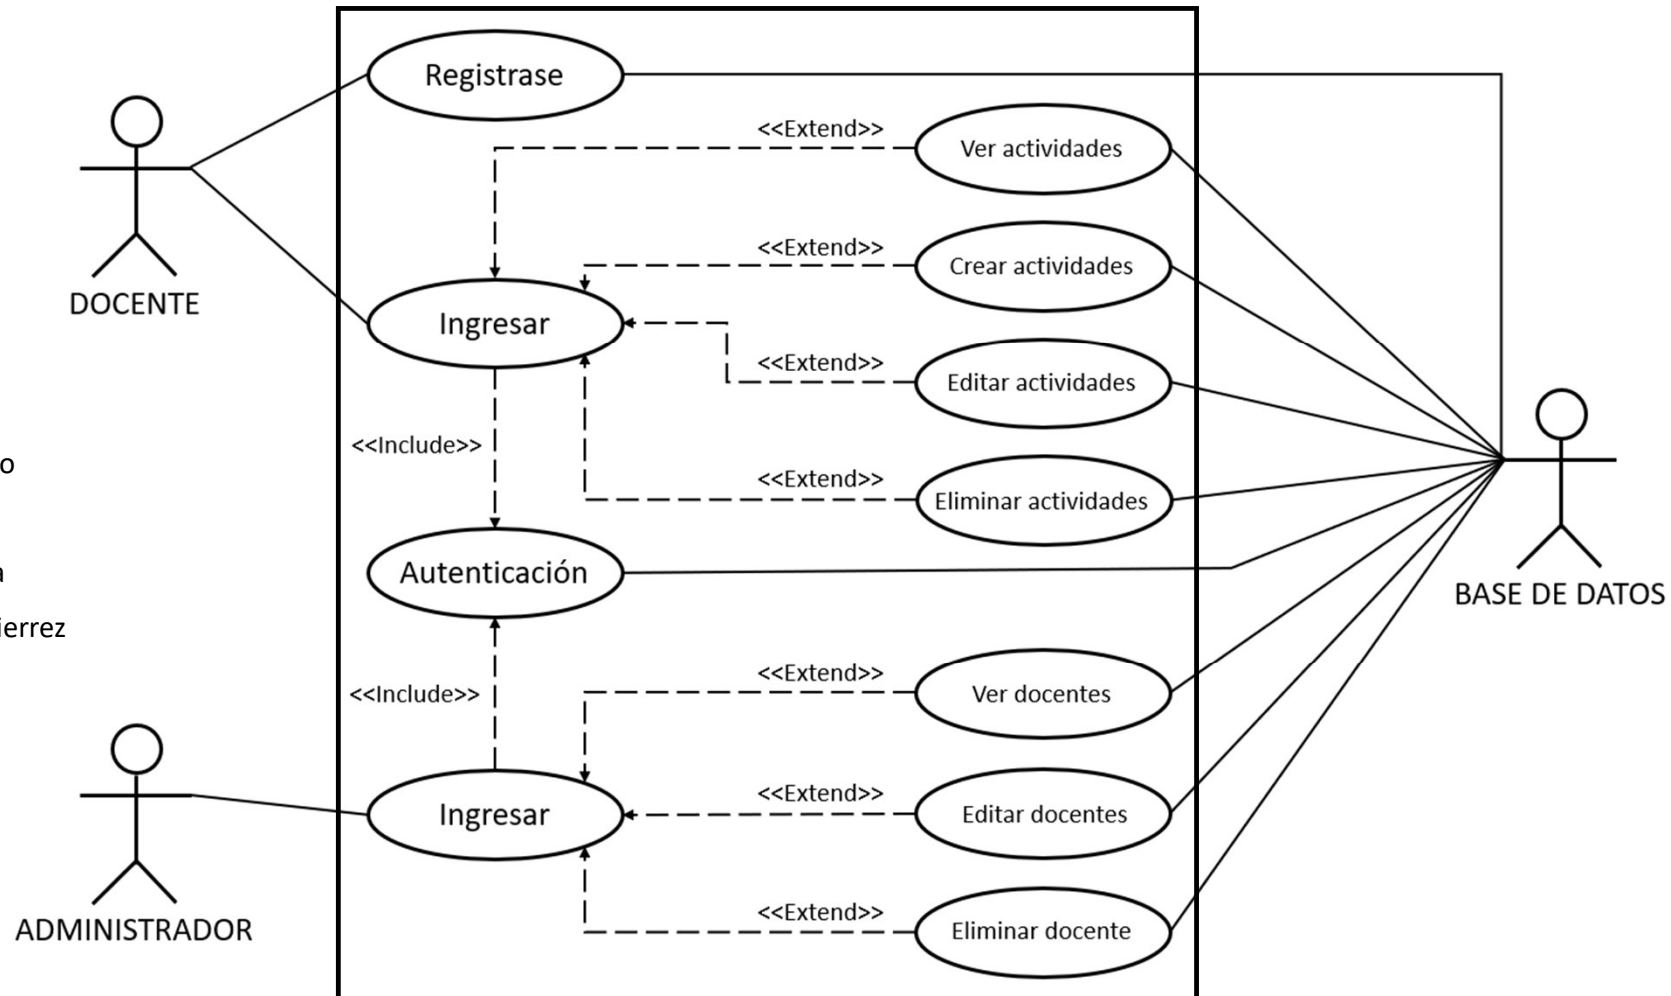 Registrase
<<Extend>>
Ver actividades
<<Extend>>
Crear actividades
DOCENTE
Ingresar
<<Extend>>
Editar actividades
<<Include>>
o
<<Extend>>
Eliminar actividades
a
Autenticación
BASE DE DATOS
ierrez
<<Extend>>
<<Include>>
Ver docentes
<<Extend>>
Ingresar
Editar docentes
<<Extend>>
ADMINISTRADOR
Eliminar docente